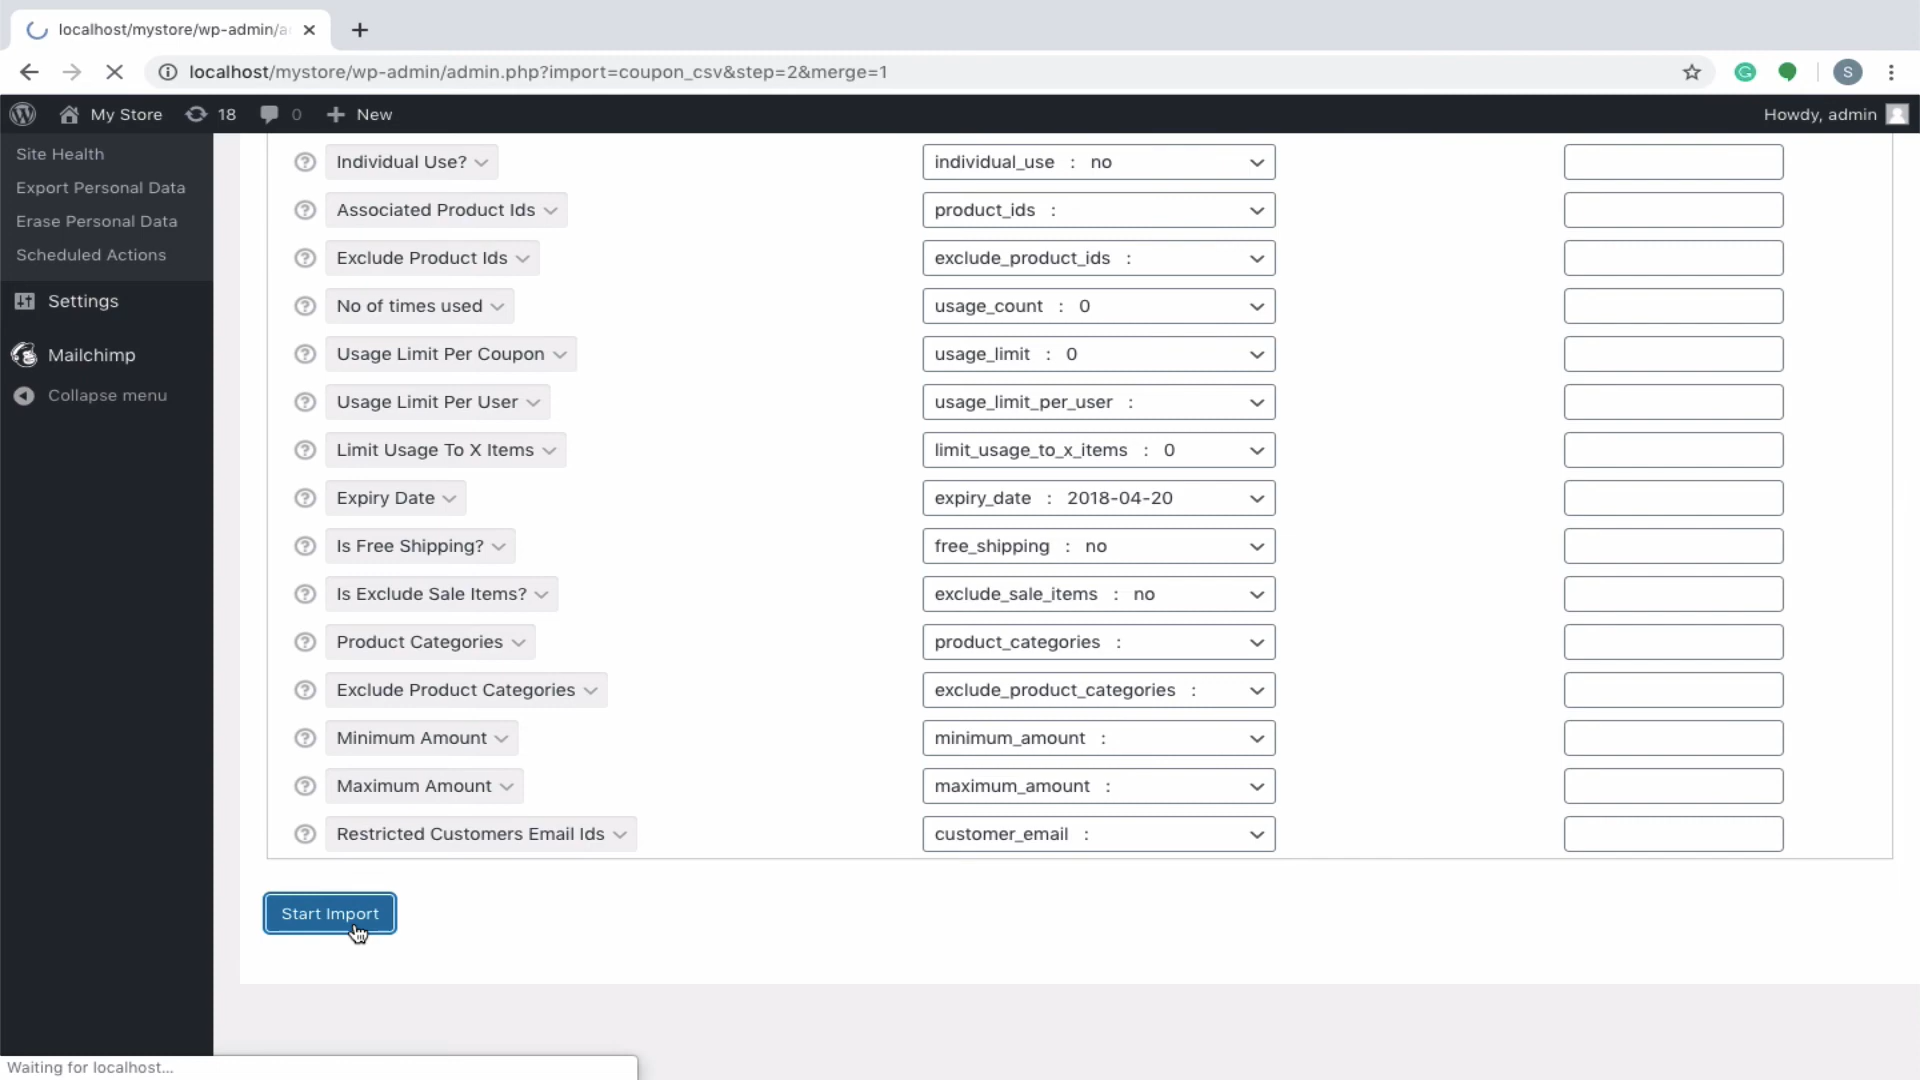 localhost/mystore/wp-admin/a
localhost/mystore/wp-admin/admin.php?import=coupon_csv&step=2&merge=1
S
My Store 18 0 New Howdy, admin
Site Health
Export Personal Data
Erase Personal Data
Scheduled Actions
Settings
Mailchimp
Collapse menu
Individual Use? individual_use : no
Associated Product Ids product_ids :
Exclude Product Ids exclude_product_ids :
No of times used usage_count : 0
Usage Limit Per Coupon usage_limit : 0
Usage Limit Per User usage_limit_per_user :
Limit Usage To X Items limit_usage_to_x_items : 0
Expiry Date expiry_date : 2018-04-20
Is Free Shipping? free_shipping : no
Is Exclude Sale Items? exclude_sale_items : no
Product Categories product_categories :
Exclude Product Categories exclude_product_categories :
Minimum Amount minimum_amount :
Maximum Amount maximum_amount :
Restricted Customers Email Ids customer_email :
Start Import
Waiting for localhost...